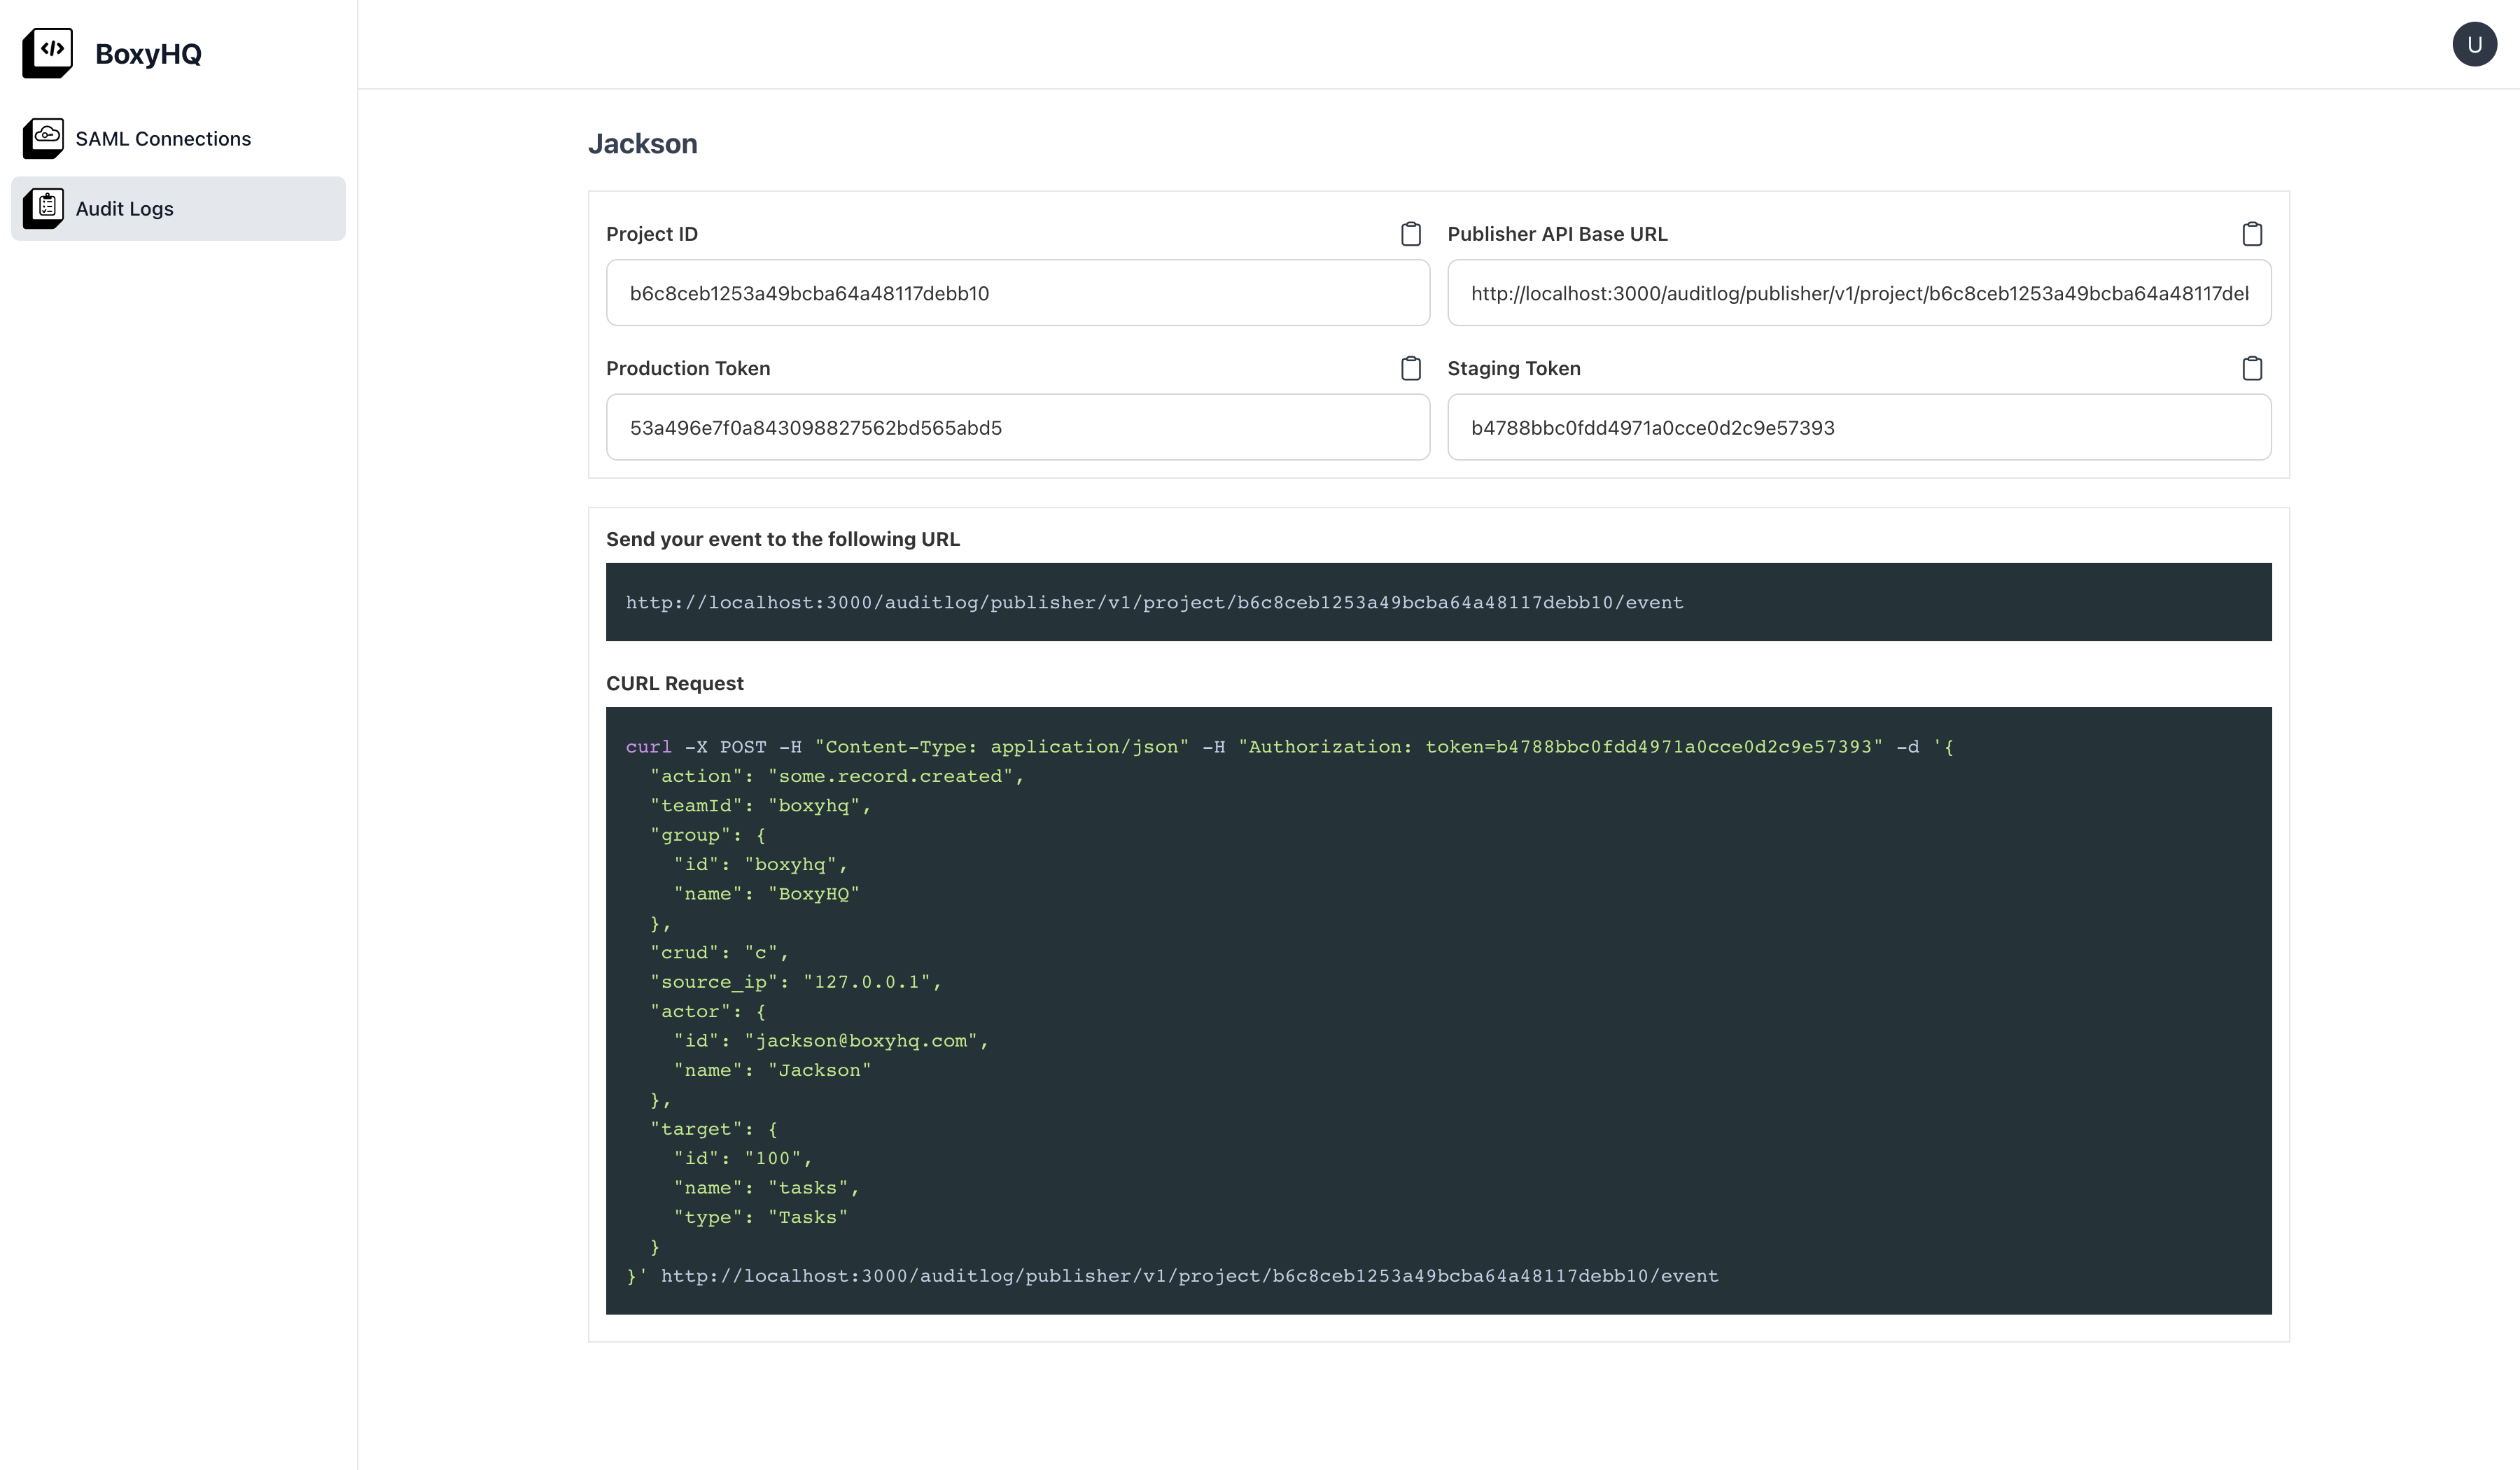 BoxyHQ
U
SAML Connections
Audit Logs
Jackson
Project ID
b6c8ceb1253a49bcba64a48117debb10
Publisher API Base URL
http://localhost:3000/auditlog/publisher/v1/project/b6c8ceb1253a49bcba64a48117deb
Production Token
53a496e7f0a843098827562bd565abd5
Staging Token
b4788bbc0fdd4971a0cce0d2c9e57393
Send your event to the following URL
http://localhost:3000/auditlog/publisher/v1/project/b6c8ceb1253a49bcba64a48117debb10/event
CURL Request
curl -X POST -H "Content-Type: application/json" -H "Authorization: token=b4788bbc0fdd4971a0cce0d2c9e57393" -d '{
  "action": "some.record.created",
  "teamId": "boxyhq",
  "group": {
    "id": "boxyhq",
    "name": "BoxyHQ"
  },
  "crud": "c",
  "source_ip": "127.0.0.1",
  "actor": {
    "id": "jackson@boxyhq.com",
    "name": "Jackson"
  },
  "target": {
    "id": "100",
    "name": "tasks",
    "type": "Tasks"
  }
}' http://localhost:3000/auditlog/publisher/v1/project/b6c8ceb1253a49bcba64a48117debb10/event